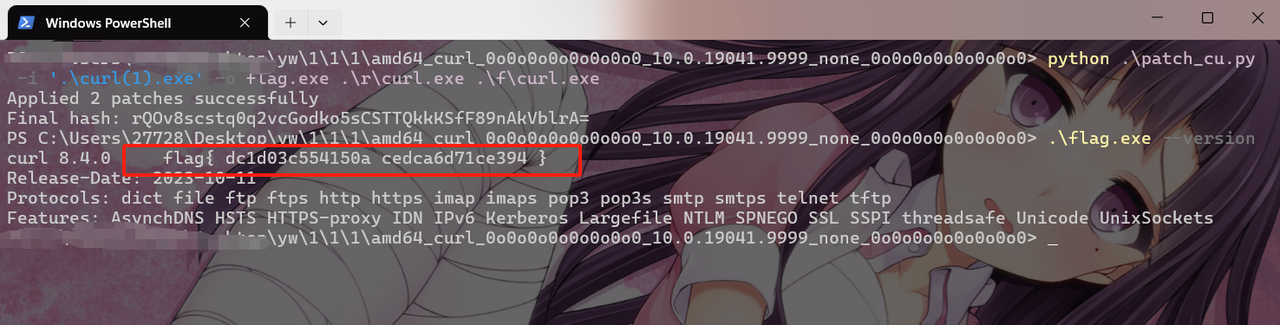 Windows PowerShell
ktop\yw\1\1\1\amd64_curl_0o0o0o0o0o0o0o0_10.0.19041.9999_none_0o0o0o0o0o0o0o0> python .\patch_cu.py
-i '.\curl(1).exe' -o flag.exe .\r\curl.exe .\f\curl.exe
Applied 2 patches successfully
Final hash: rQOv8scstq0q2vcGodko5sCSTTQkkKSfF89nAkVblrA=
PS C:\Users\27728\Desktop\yw\1\1\1\amd64_curl_0o0o0o0o0o0o0o0_10.0.19041.9999_none_0o0o0o0o0o0o0o0> .\flag.exe --version
curl 8.4.0 flag{ dc1d03c554150a cedca6d71ce394 }
Release-Date: 2023-10-11
Protocols: dict file ftp ftps http https imap imaps pop3 pop3s smtp smtps telnet tftp
Features: AsynchDNS HSTS HTTPS-proxy IDN IPv6 Kerberos Largefile NTLM SPNEGO SSL SSPI threadsafe Unicode UnixSockets
ktop\yw\1\1\1\amd64_curl_0o0o0o0o0o0o0o0_10.0.19041.9999_none_0o0o0o0o0o0o0o0> _